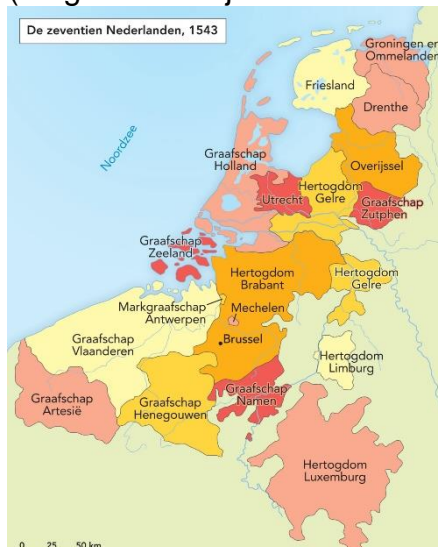 De zeventien Nederlanden, 1543
Groningen en
Ommelanden
Friesland
Drenthe
Noordzee
Graafschap
Holland
Overijssel
Hertogdom
Gelre
Utrecht
Graafschap
Zutphen
Graafschap
Zeeland
Hertogdom
Brabant
Hertogdom
Gelre
Markgraafschap
Antwerpen
Mechelen
Brussel
Graafschap
Vlaanderen
Hertogdom
Limburg
Graafschap
Namen
Graafschap
Artesië
Graafschap
Henegouwen
Hertogdom
Luxemburg
0 25 50 km